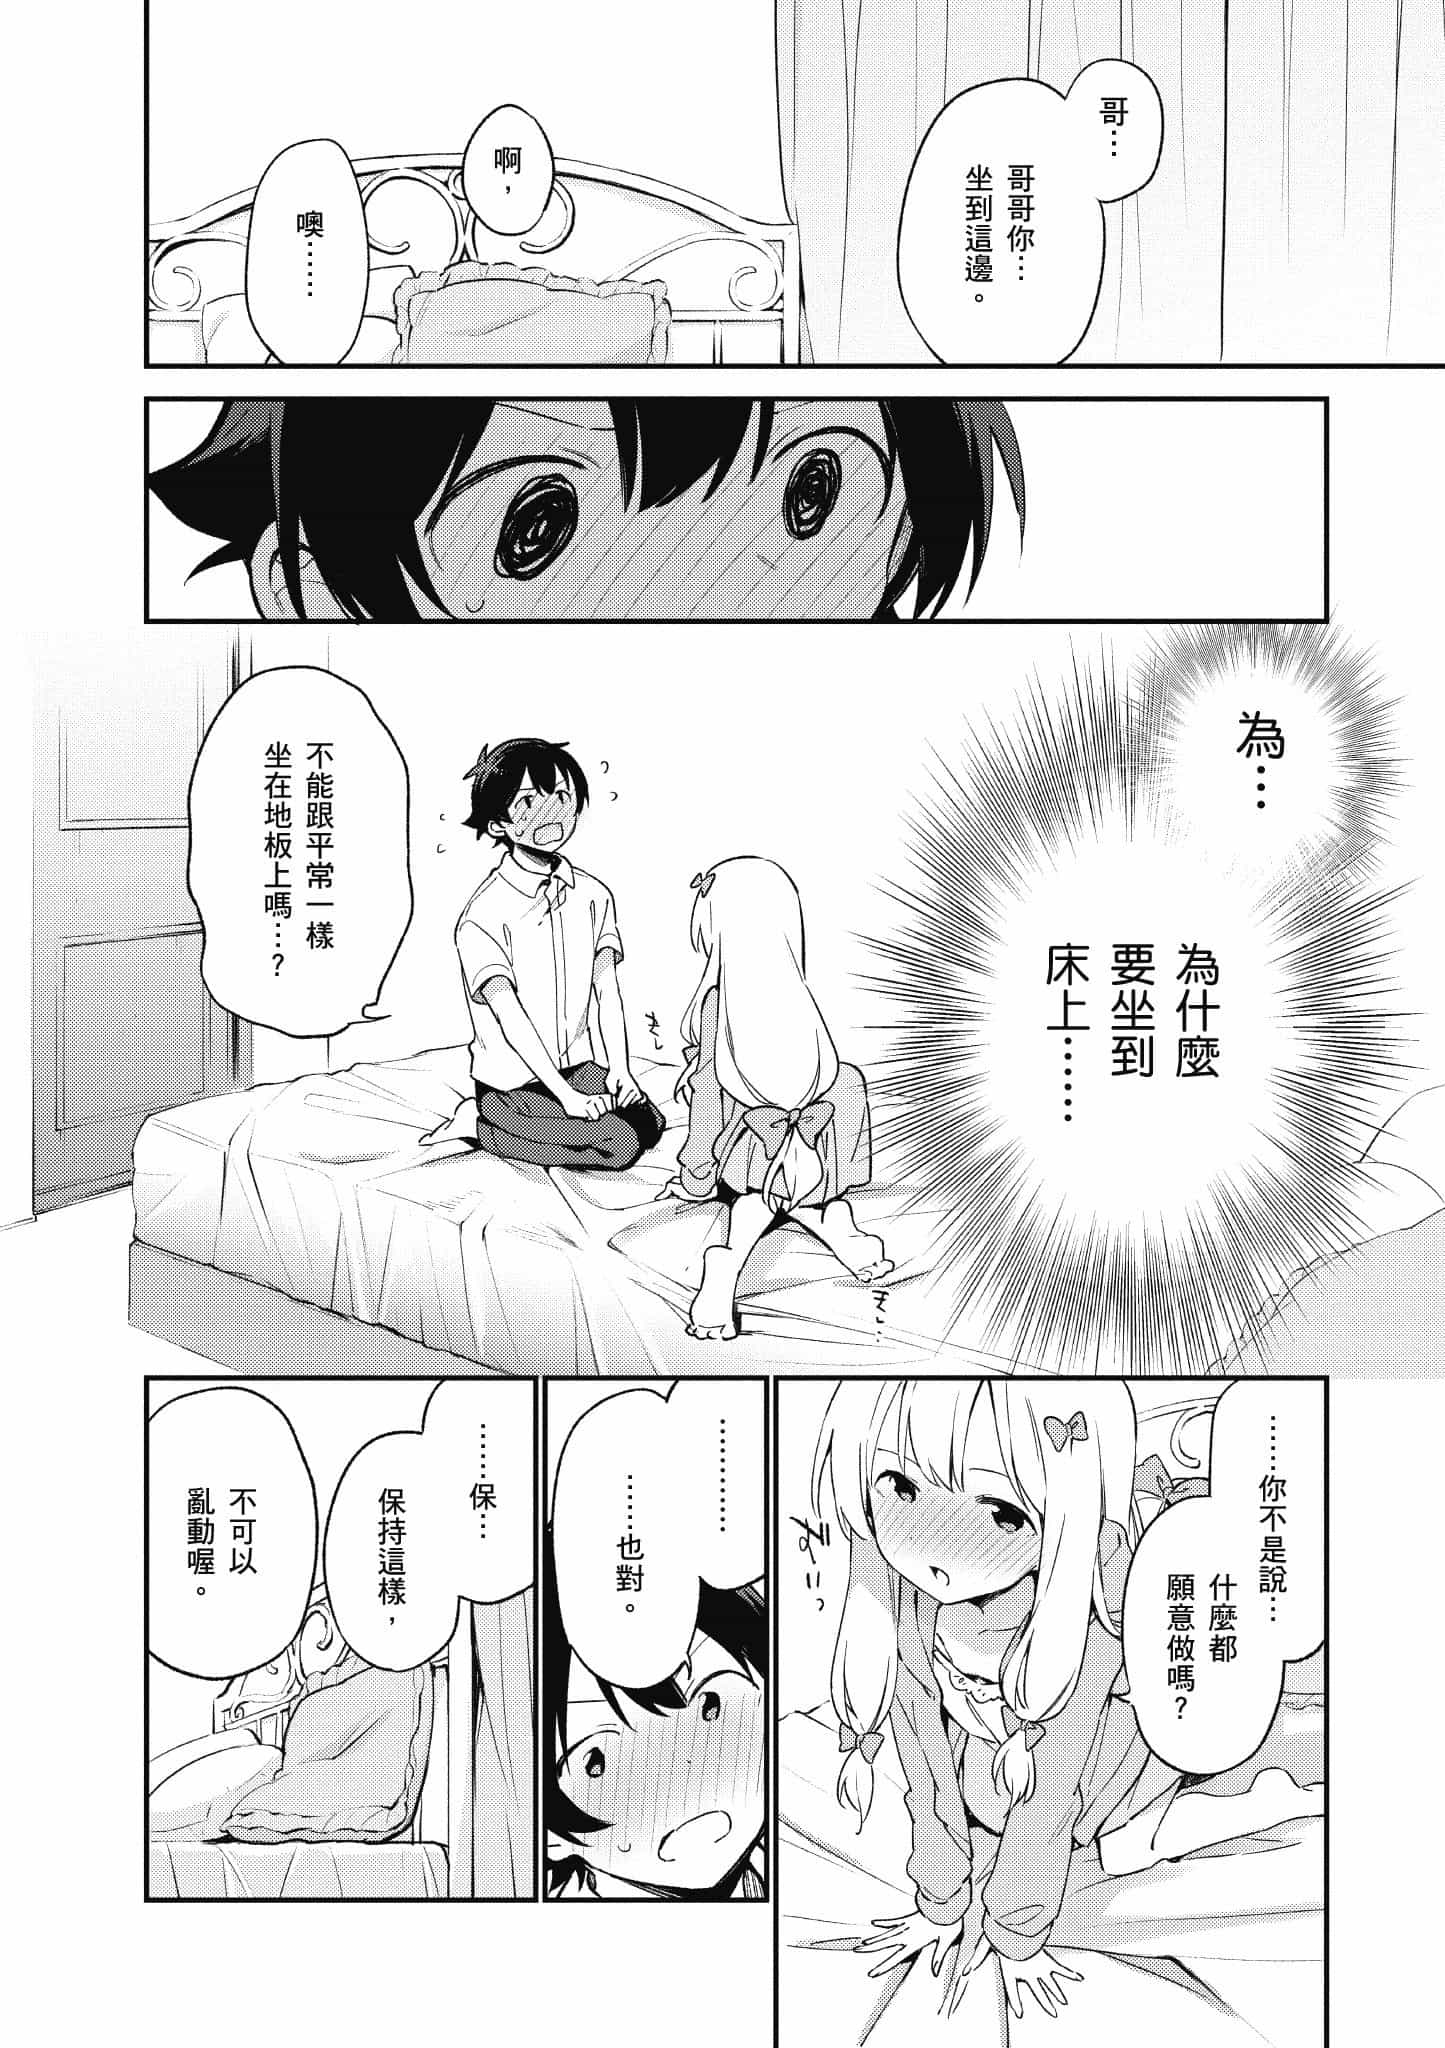 哥…
哥哥你…
坐到這邊。
啊，
噢……
為…
為什麼
要坐到
床上……
不能跟平常一樣
坐在地板上嗎…？
……你不是說…
什麼都
願意做嗎？
………
……也對。
……保…
保持這樣，
不可以
亂動喔。